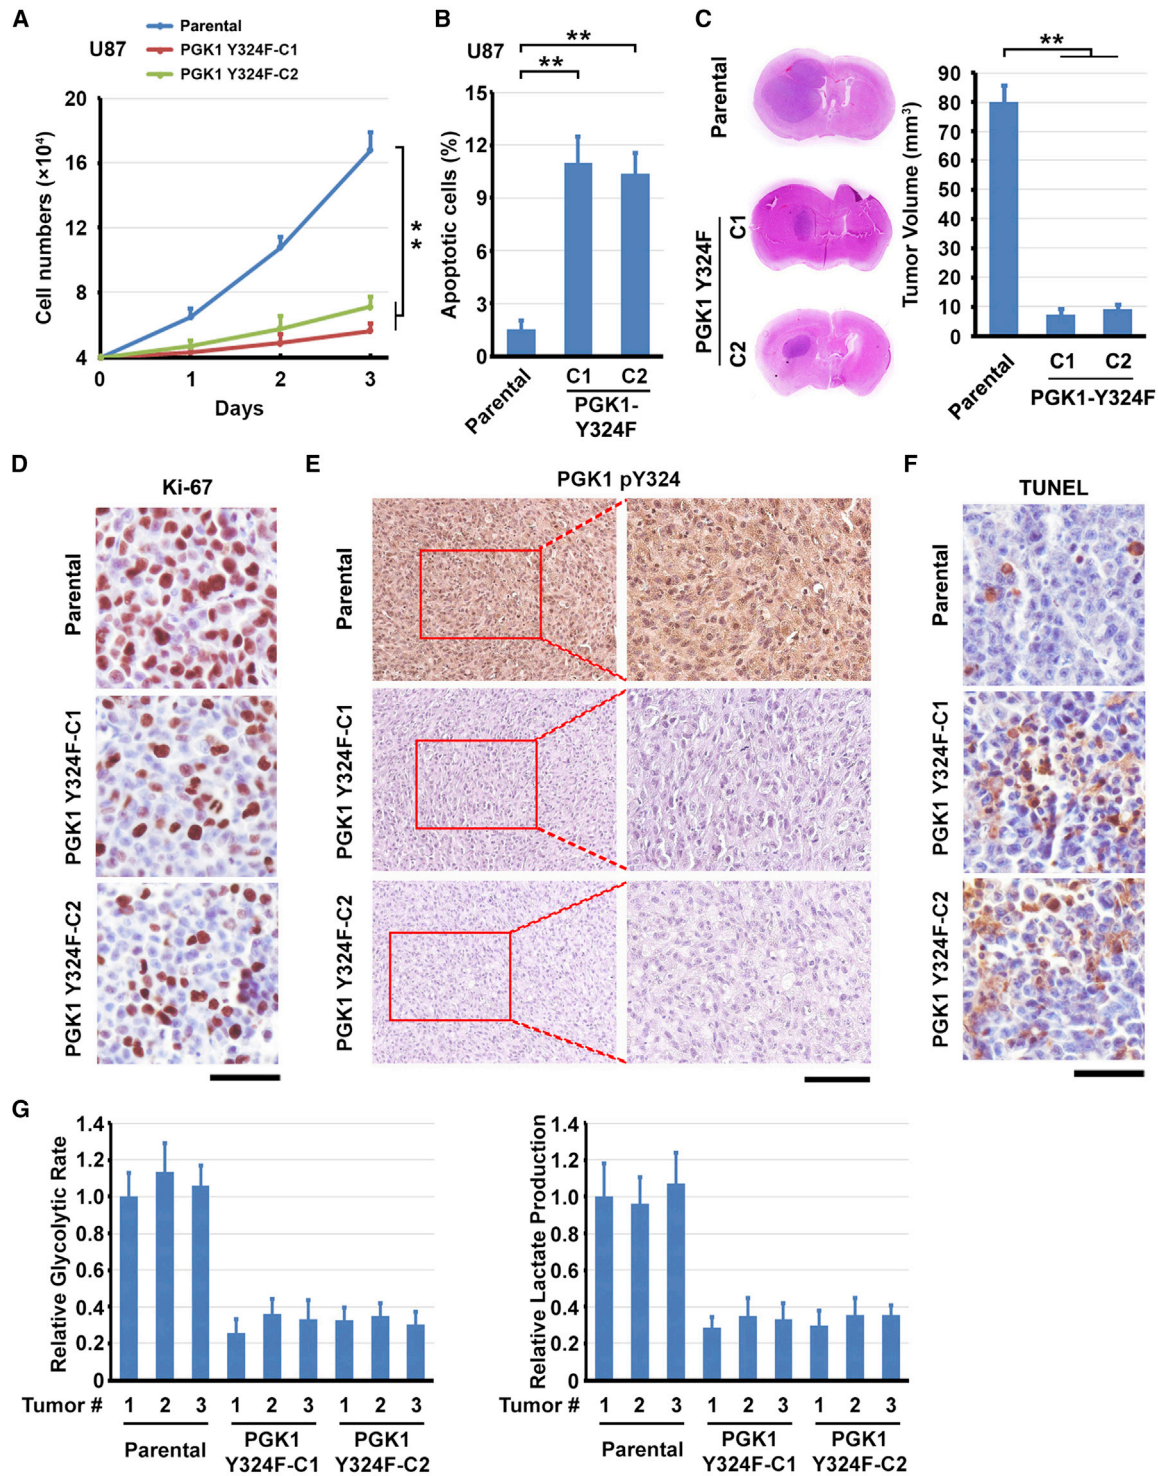 A
U87
Parental
PGK1 Y324F-C1
PGK1 Y324F-C2
Cell numbers (×10⁴)
20
16
12
8
4
0 1 2 3
Days
**
B
U87
**
**
Apoptotic cells (%)
15
12
9
6
3
0
Parental
C1 C2
PGK1-
Y324F
C
Parental
C1
C2
PGK1 Y324F
**
Tumor Volume (mm³)
90
80
70
60
50
40
30
20
10
0
Parental
C1 C2
PGK1-Y324F
D
Ki-67
Parental
PGK1 Y324F-C1
PGK1 Y324F-C2
E
PGK1 pY324
Parental
PGK1 Y324F-C1
PGK1 Y324F-C2
F
TUNEL
Parental
PGK1 Y324F-C1
PGK1 Y324F-C2
G
Relative Glycolytic Rate
1.4
1.2
1.0
0.8
0.6
0.4
0.2
0
Tumor # 1 2 3 1 2 3 1 2 3
Parental
PGK1
Y324F-C1
PGK1
Y324F-C2
Relative Lactate Production
1.4
1.2
1.0
0.8
0.6
0.4
0.2
0
Tumor # 1 2 3 1 2 3 1 2 3
Parental
PGK1
Y324F-C1
PGK1
Y324F-C2